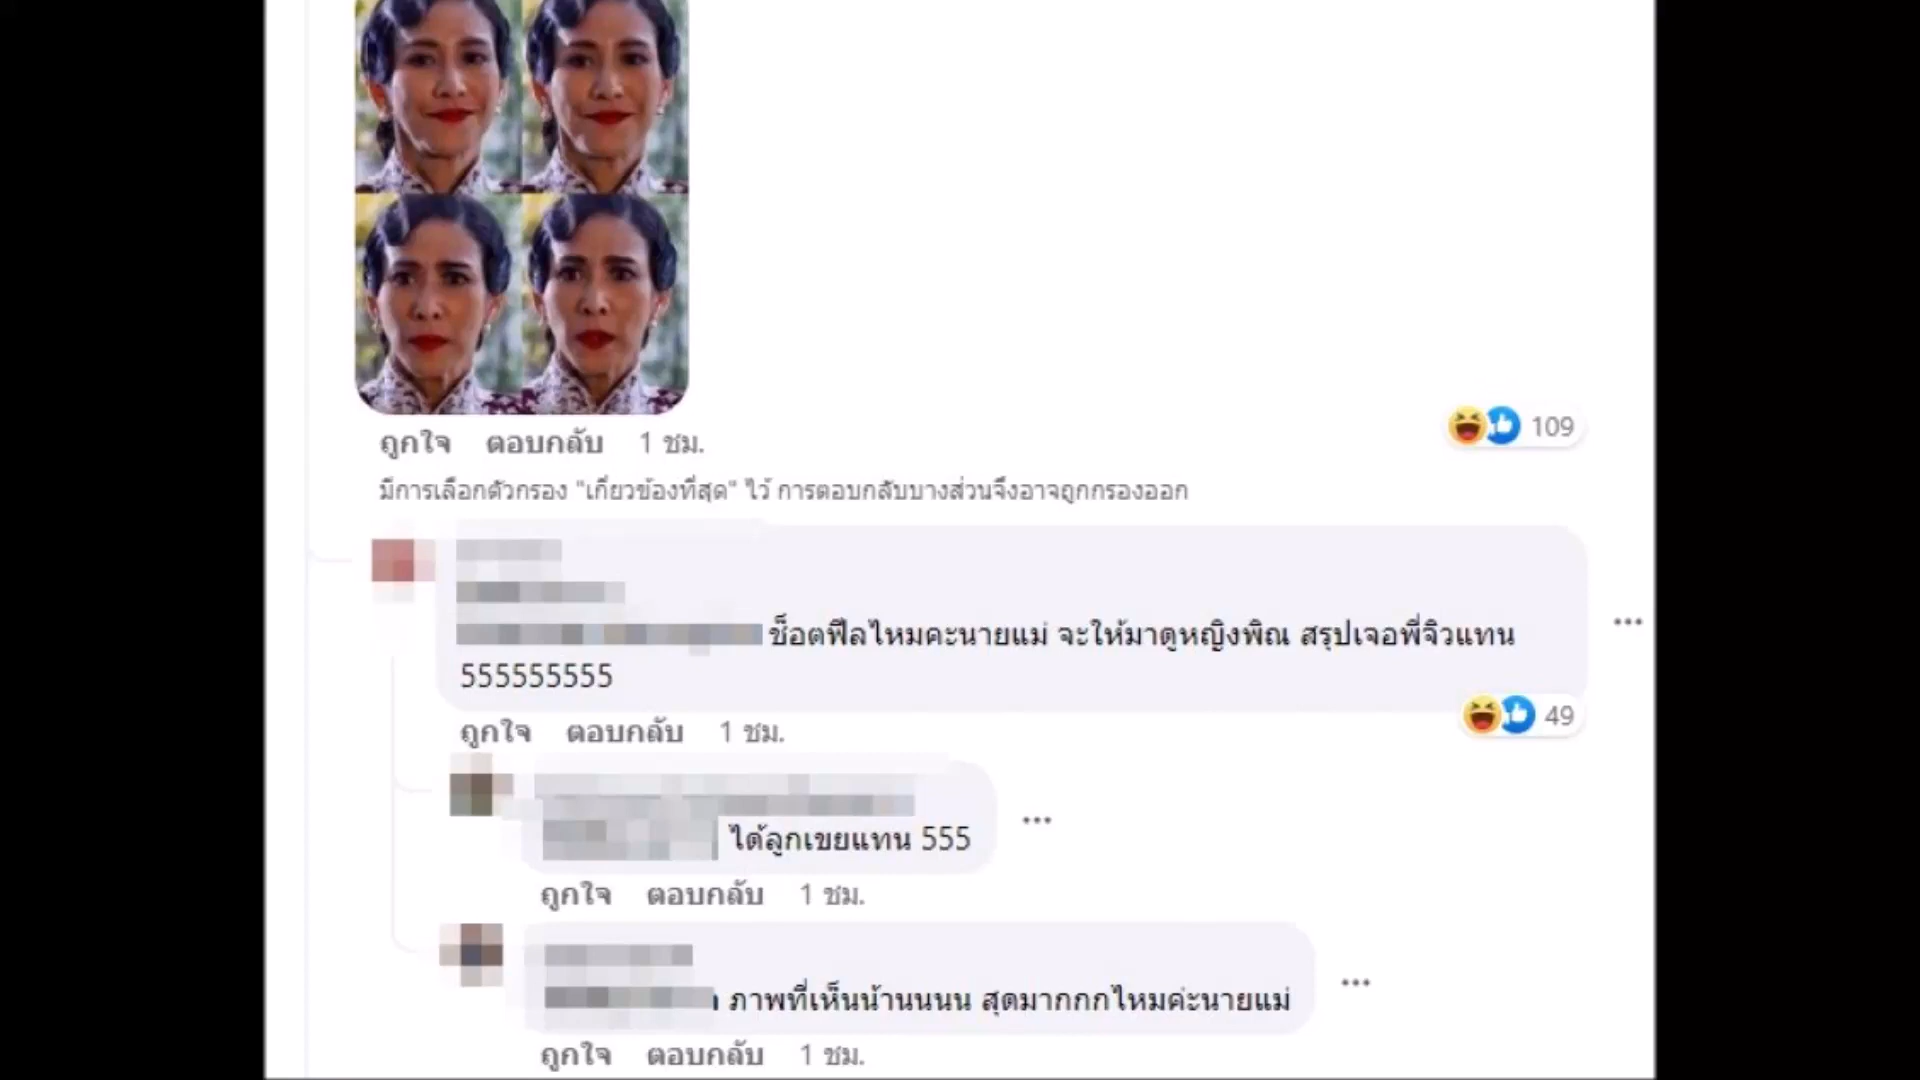 ถูกใจ ตอบกลับ 1 ชม.
109
มีการเลือกตัวกรอง "เกี่ยวข้องที่สุด" ไว้ การตอบกลับบางส่วนจึงอาจถูกกรองออก
ช็อตฟีลไหมคะนายแม่ จะให้มาดูหญิงพิณ สรุปเจอพี่จิวแทน
555555555
49
ถูกใจ ตอบกลับ 1 ชม.
ได้ลูกเขยแทน 555
ถูกใจ ตอบกลับ 1 ชม.
ภาพที่เห็นน้านนนน สุดมากกกไหมค่ะนายแม่
ถูกใจ ตอบกลับ 1 ชม.